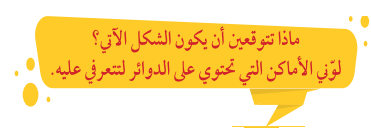 ماذا تتوقعين أن يكون الشكل الآتي؟
لوّني الأماكن التي تحتوي على الدوائر لتتعرفي عليه.